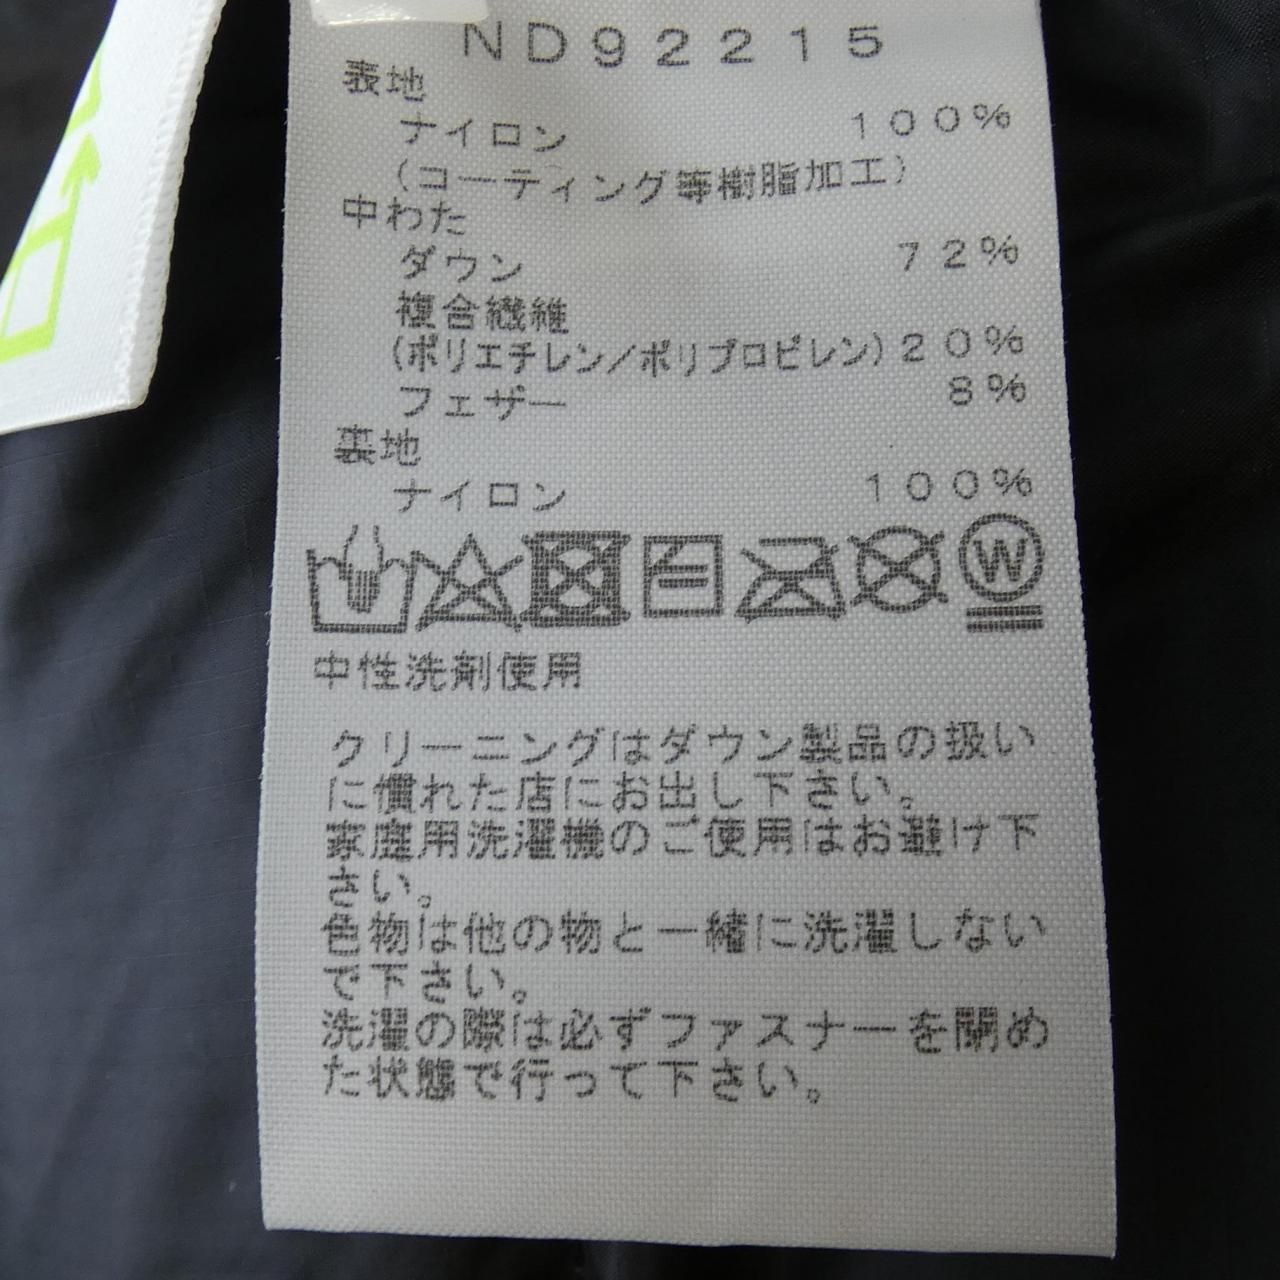 ND92215
表地
ナイロン 100%
(コーティング等樹脂加工)
中わた
ダウン 72%
複合繊維
(ポリエチレン/ポリプロピレン) 20%
フェザー 8%
裏地
ナイロン 100%
W
中性洗剤使用
クリーニングはダウン製品の扱い
に慣れた店にお出し下さい。
家庭用洗濯機のご使用はお避け下
さい。
色物は他の物と一緒に洗濯しない
で下さい。
洗濯の際は必ずファスナーを閉め
た状態で行って下さい。